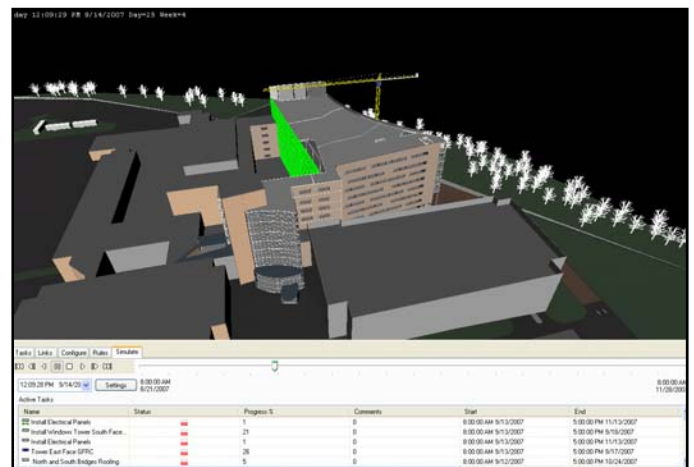 day 12:09:29 PM 9/14/2007 Day=25 Week=4
Tasks Links Configure Rules Simulate
12:09:28 PM 9/14/20 Settings 8:00:00 AM 8/21/2007 8:00:00 AM 11/28/200
Active Tasks
Name Status Progress % Comments Start End
Install Electrical Panels 1 0 8:00:00 AM 9/13/2007 5:00:00 PM 11/13/2007
Install Windows Tower South Face... 21 0 8:00:00 AM 9/13/2007 5:00:00 PM 9/18/2007
Install Electrical Panels 1 0 8:00:00 AM 9/13/2007 5:00:00 PM 11/13/2007
Tower East Face GFRC 26 0 8:00:00 AM 9/13/2007 5:00:00 PM 9/17/2007
North and South Bridges Roofing 5 0 8:00:00 AM 9/12/2007 5:00:00 PM 10/24/2007